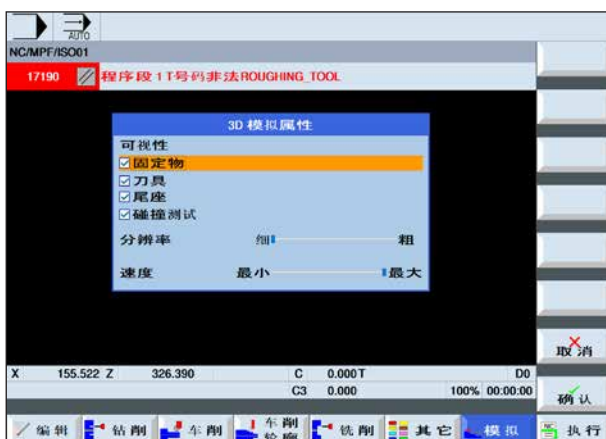 AUTO
NC/MPF/ISO01
17190 程序段 1 T号码非法ROUGHING_TOOL
3D 模拟属性
可视性
固定物
刀具
尾座
碰撞测试
分辨率 细 粗
速度 最小 最大
取消
X 155.522 Z 326.390 C 0.000 T D0
C3 0.000 100% 00:00:00
确认
编辑 钻削 车削 车削轮廓 铣削 其它 模拟 NC 执行